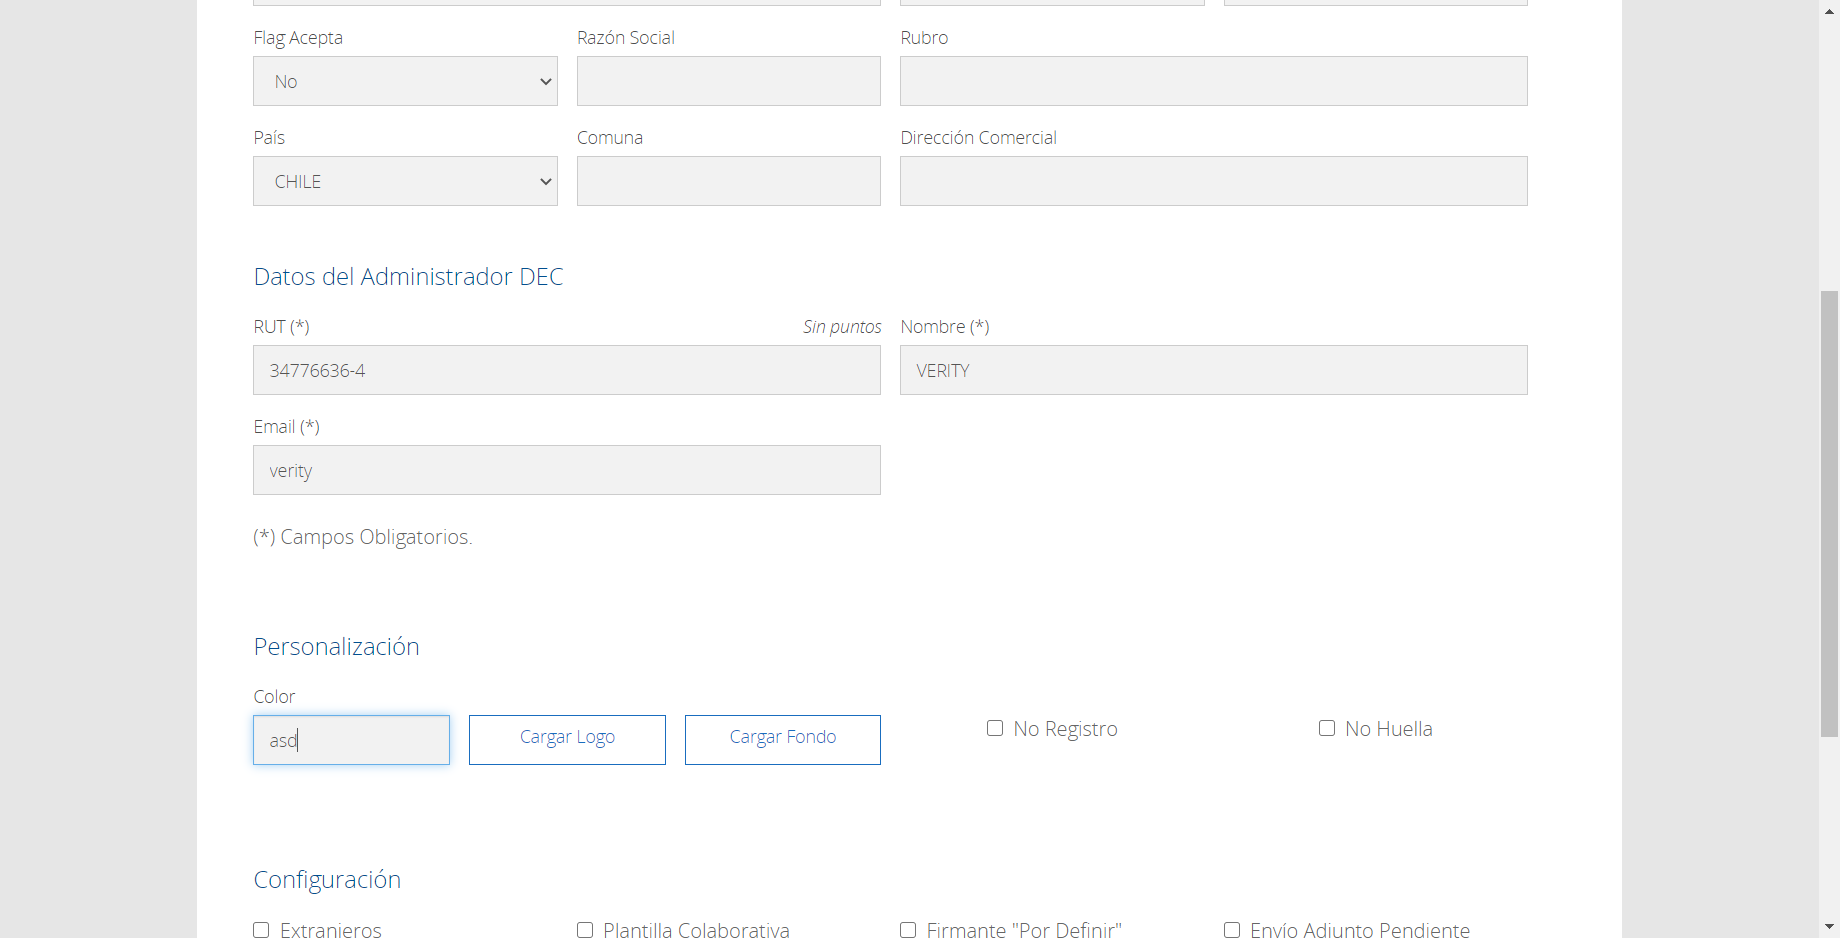 Flag Acepta Razón Social Rubro
No
País Comuna Dirección Comercial
CHILE
Datos del Administrador DEC
RUT (*) Sin puntos Nombre (*)
34776636-4 VERITY
Email (*)
verity
(*) Campos Obligatorios.
Personalización
Color
asd Cargar Logo Cargar Fondo No Registro No Huella
Configuración
Extranjeros Plantilla Colaborativa Firmante "Por Definir" Envío Adjunto Pendiente